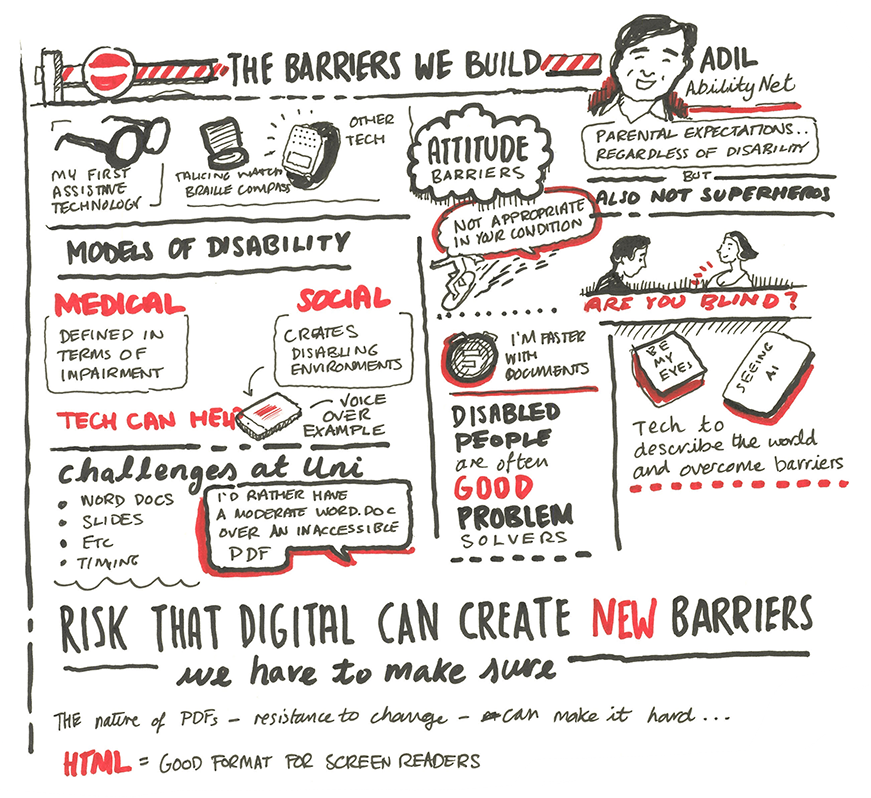 THE BARRIERS WE BUILD
ADIL
AbilityNet
MY FIRST
ASSISTIVE
TECHNOLOGY
TALKING WATCH
BRAILLE COMPASS
OTHER
TECH
ATTITUDE
BARRIERS
PARENTAL EXPECTATIONS..
REGARDLESS OF DISABILITY
BUT
ALSO NOT SUPERHEROS
NOT APPROPRIATE
IN YOUR CONDITION
ARE YOU BLIND?
MODELS OF DISABILITY
MEDICAL
DEFINED IN
TERMS OF
IMPAIRMENT
SOCIAL
CREATES
DISABLING
ENVIRONMENTS
TECH CAN HELP
VOICE
OVER
EXAMPLE
I'M FASTER
WITH
DOCUMENTS
BE
MY
EYES
SEEING
AI
Tech to
describe the world
and overcome barriers
DISABLED
PEOPLE
are often
GOOD
PROBLEM
SOLVERS
challenges at Uni
• WORD DOCS
• SLIDES
• ETC
• TIMING
I'D RATHER HAVE
A MODERATE WORD.DOC
OVER AN INACCESSIBLE
PDF
RISK THAT DIGITAL CAN CREATE NEW BARRIERS
we have to make sure
THE nature of PDFs – resistance to change – can make it hard...
HTML = GOOD FORMAT FOR SCREEN READERS